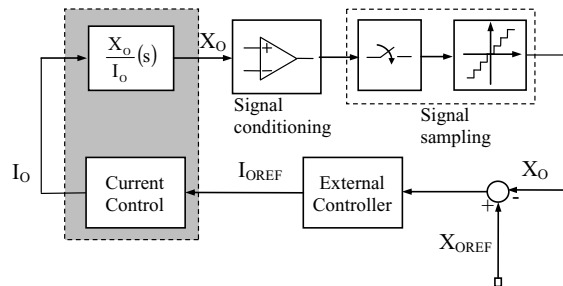 X_O
I_O
(s)
X_O
+
−
Signal
conditioning
Signal
sampling
I_O
Current
Control
I_OREF
External
Controller
X_O
+
-
X_OREF